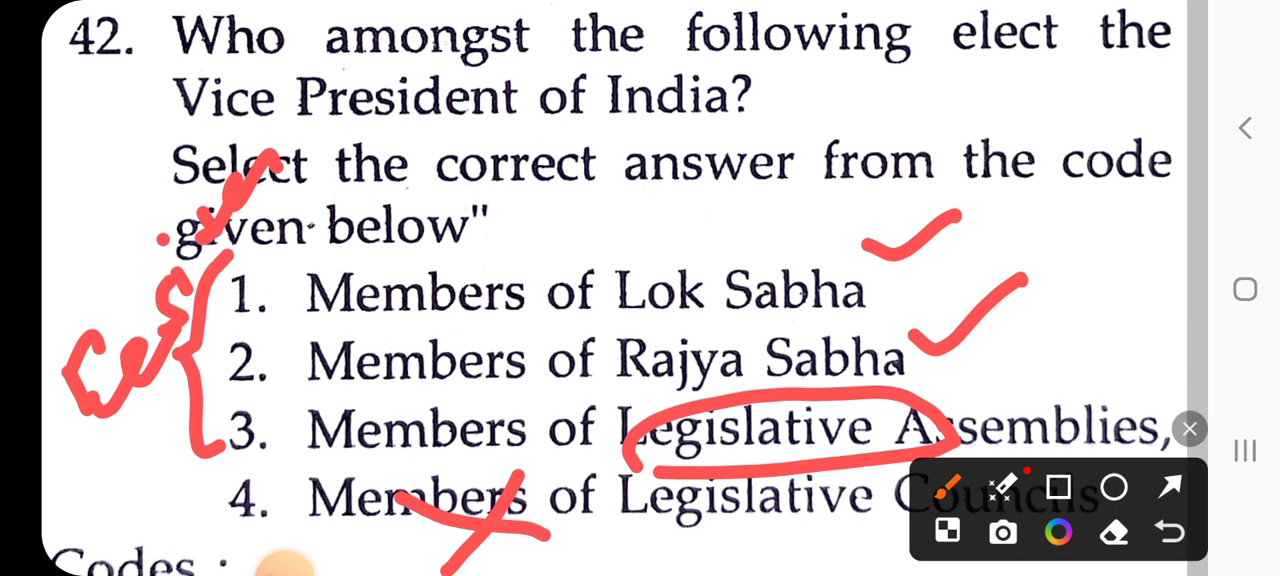 42. Who amongst the following elect the
Vice President of India?
Select the correct answer from the code
given below"
1. Members of Lok Sabha
2. Members of Rajya Sabha
3. Members of Legislative Assemblies,
4. Members of Legislative Councils
Codes :